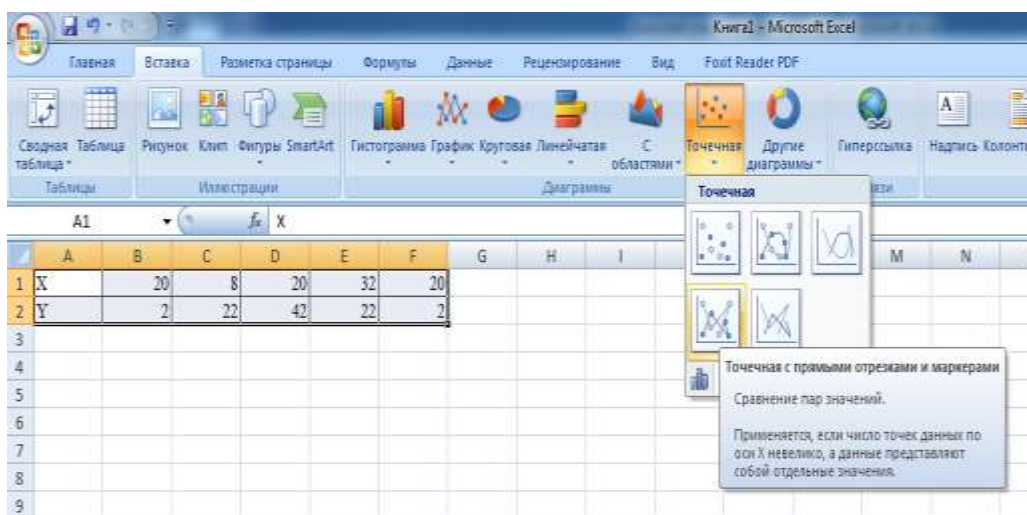 Книга1 - Microsoft Excel
Главная Вставка Разметка страницы Формулы Данные Рецензирование Вид Foxit Reader PDF
Сводная таблица Таблица Рисунок Клип Фигуры SmartArt Гистограмма График Круговая Линейчатая С областями Точечная Другие диаграммы Гиперссылка Надпись Колонти
Таблицы Иллюстрации Диаграммы язи
A1 fx X
Точечная
A B C D E F G H I M N
1 X 20 8 20 32 20
2 Y 2 22 42 22 2
3
4
5
6
7
8
9
Точечная с прямыми отрезками и маркерами
Сравнение пар значений.
Применяется, если число точек данных по
оси X невелико, а данные представляют
собой отдельные значения.